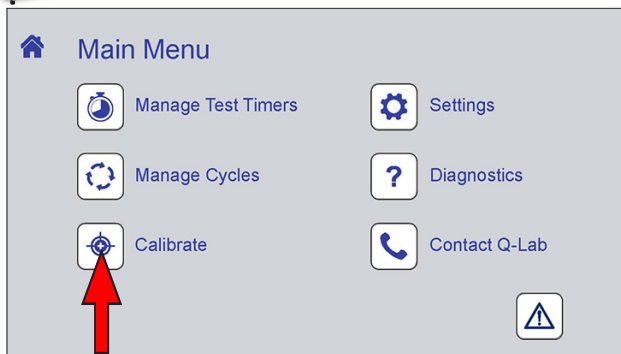 Main Menu
Manage Test Timers
Settings
Manage Cycles
?
Diagnostics
Calibrate
Contact Q-Lab